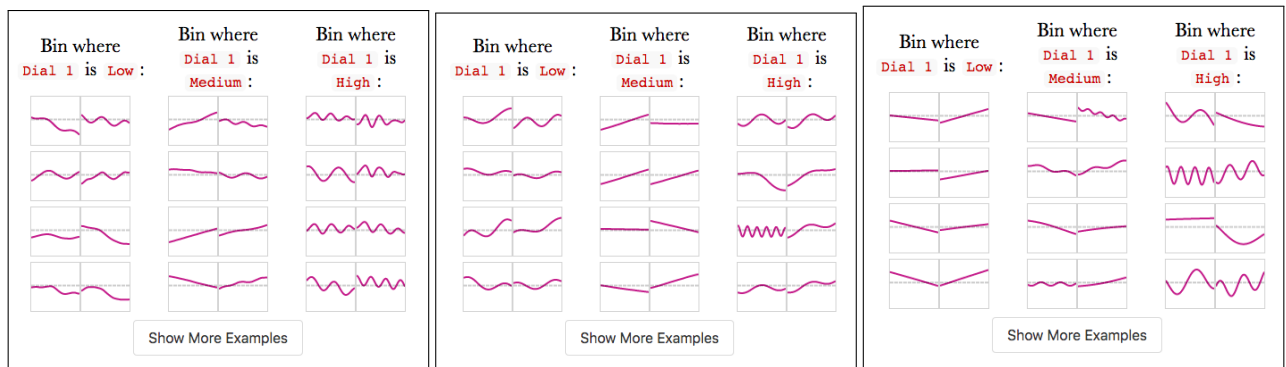 Bin where
Dial 1 is Low :
Bin where
Dial 1
is
Medium :
Bin where
Dial 1 is
High :
Show More Examples
Bin where
Dial 1 is Low :
Bin where
Dial 1 is
Medium :
Bin where
Dial 1 is
High :
Show More Examples
Bin where
Dial 1 is Low :
Bin where
Dial 1 is
Medium :
Bin where
Dial 1 is
High :
Show More Examples